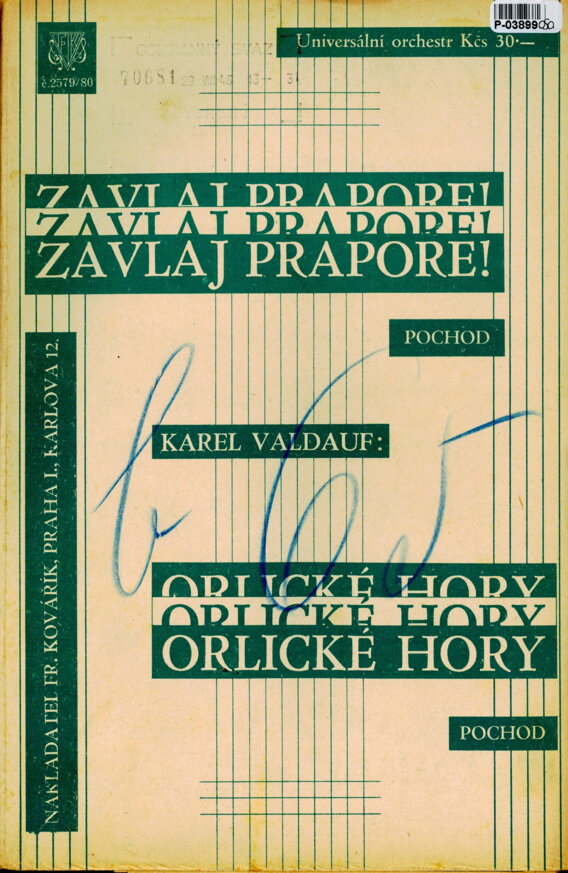 P-03899
Universální orchestr Kčs 30·—
č.2579/80
70681
ZAVLAJ PRAPORE!
ZAVLAJ PRAPORE!
ZAVLAJ PRAPORE!
POCHOD
KAREL VALDAUF:
ORLICKÉ HORY
ORLICKÉ HORY
ORLICKÉ HORY
POCHOD
NAKLADATEL FR. KOVÁŘÍK, PRAHA I., KARLOVA 12.